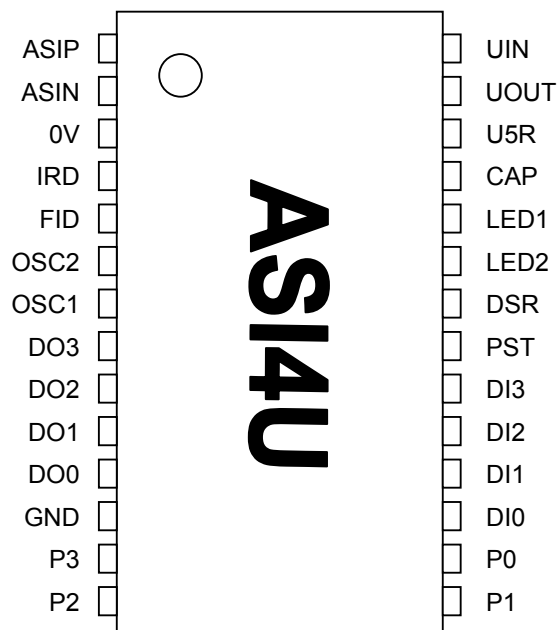 ASIP
ASIN
0V
IRD
FID
OSC2
OSC1
DO3
DO2
DO1
DO0
GND
P3
P2
ASI4U
UIN
UOUT
U5R
CAP
LED1
LED2
DSR
PST
DI3
DI2
DI1
DI0
P0
P1